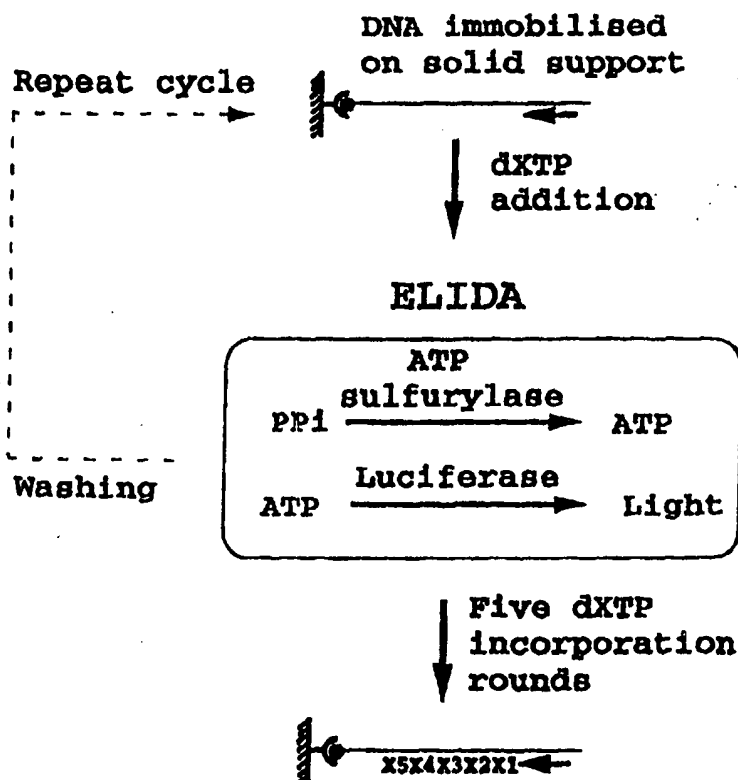 DNA immobilised
on solid support
Repeat cycle
dXTP
addition
ELIDA
ATP
sulfurylase
PPi
ATP
Luciferase
ATP
Light
Washing
Five dXTP
incorporation
rounds
X5X4X3X2X1